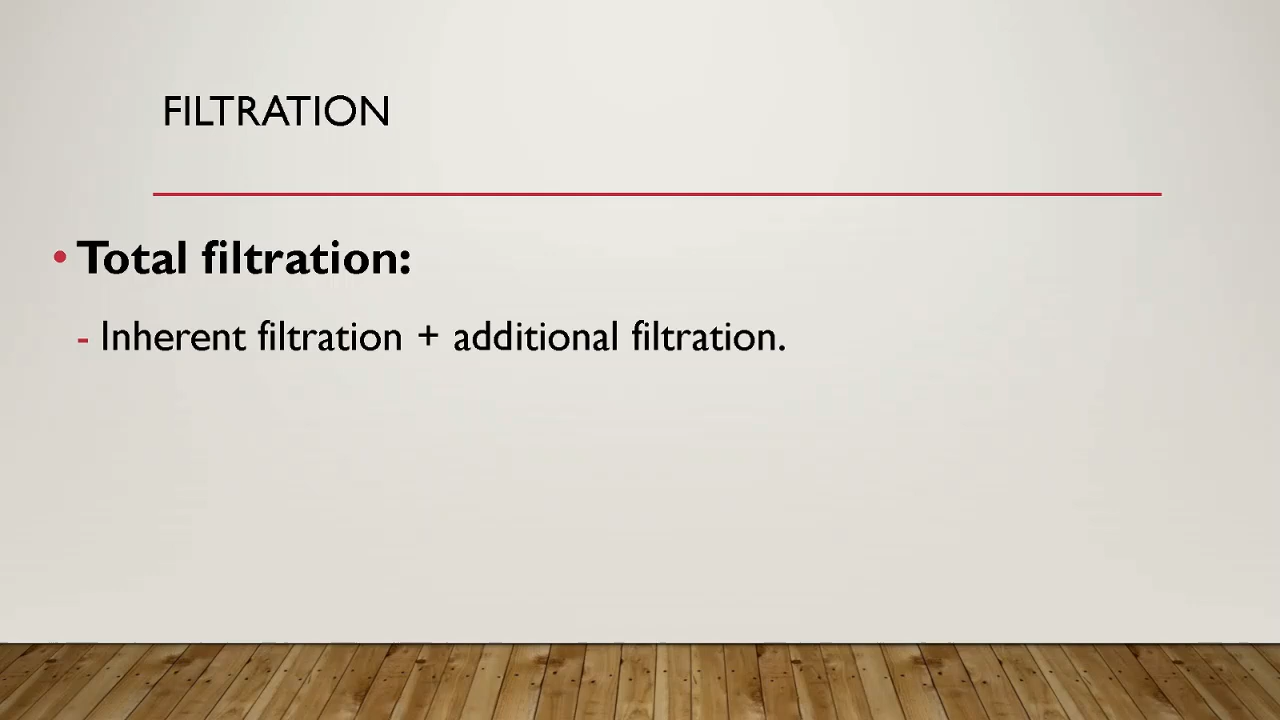 FILTRATION
• Total filtration:
- Inherent filtration + additional filtration.